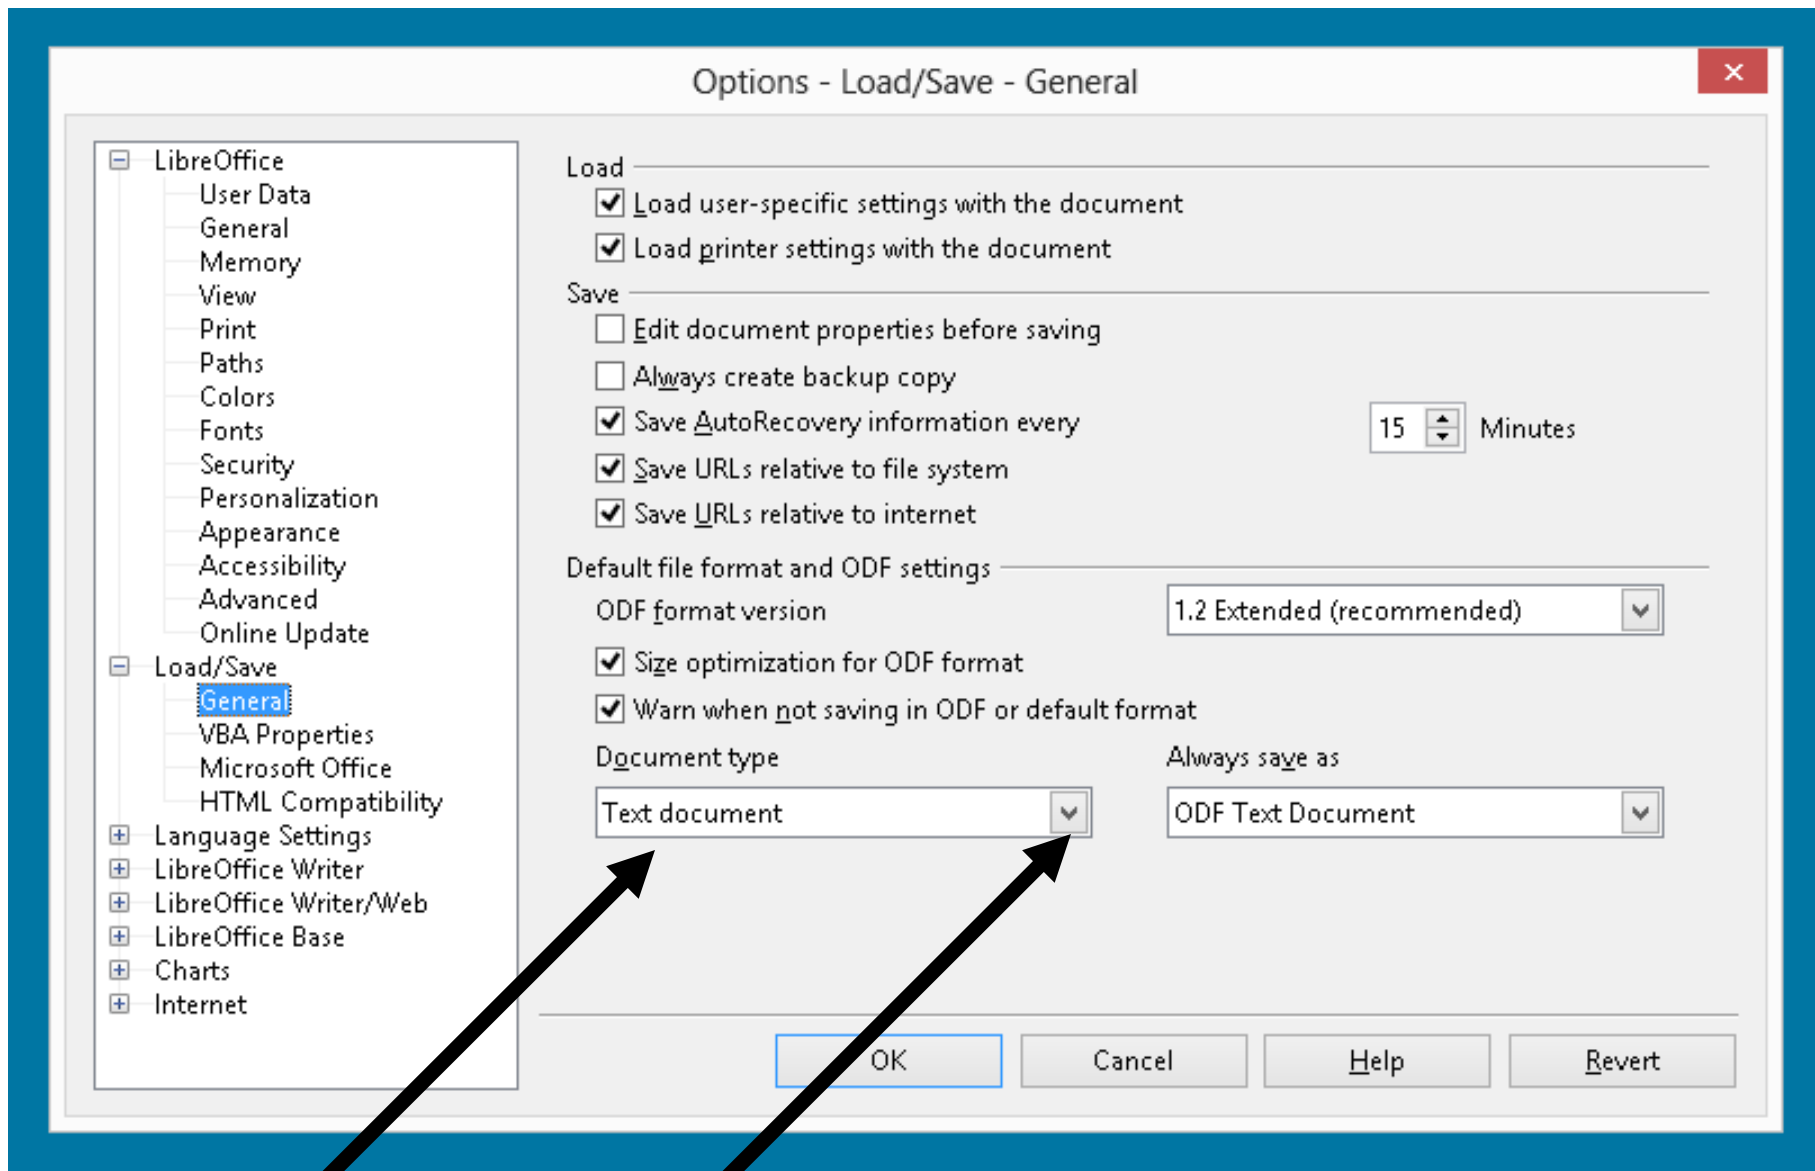 Options - Load/Save - General
LibreOffice
User Data
General
Memory
View
Print
Paths
Colors
Fonts
Security
Personalization
Appearance
Accessibility
Advanced
Online Update
Load/Save
General
VBA Properties
Microsoft Office
HTML Compatibility
Language Settings
LibreOffice Writer
LibreOffice Writer/Web
LibreOffice Base
Charts
Internet
Load
Load user-specific settings with the document
Load printer settings with the document
Save
Edit document properties before saving
Always create backup copy
Save AutoRecovery information every 15 Minutes
Save URLs relative to file system
Save URLs relative to internet
Default file format and ODF settings
ODF format version 1.2 Extended (recommended)
Size optimization for ODF format
Warn when not saving in ODF or default format
Document type Always save as
Text document ODF Text Document
OK Cancel Help Revert